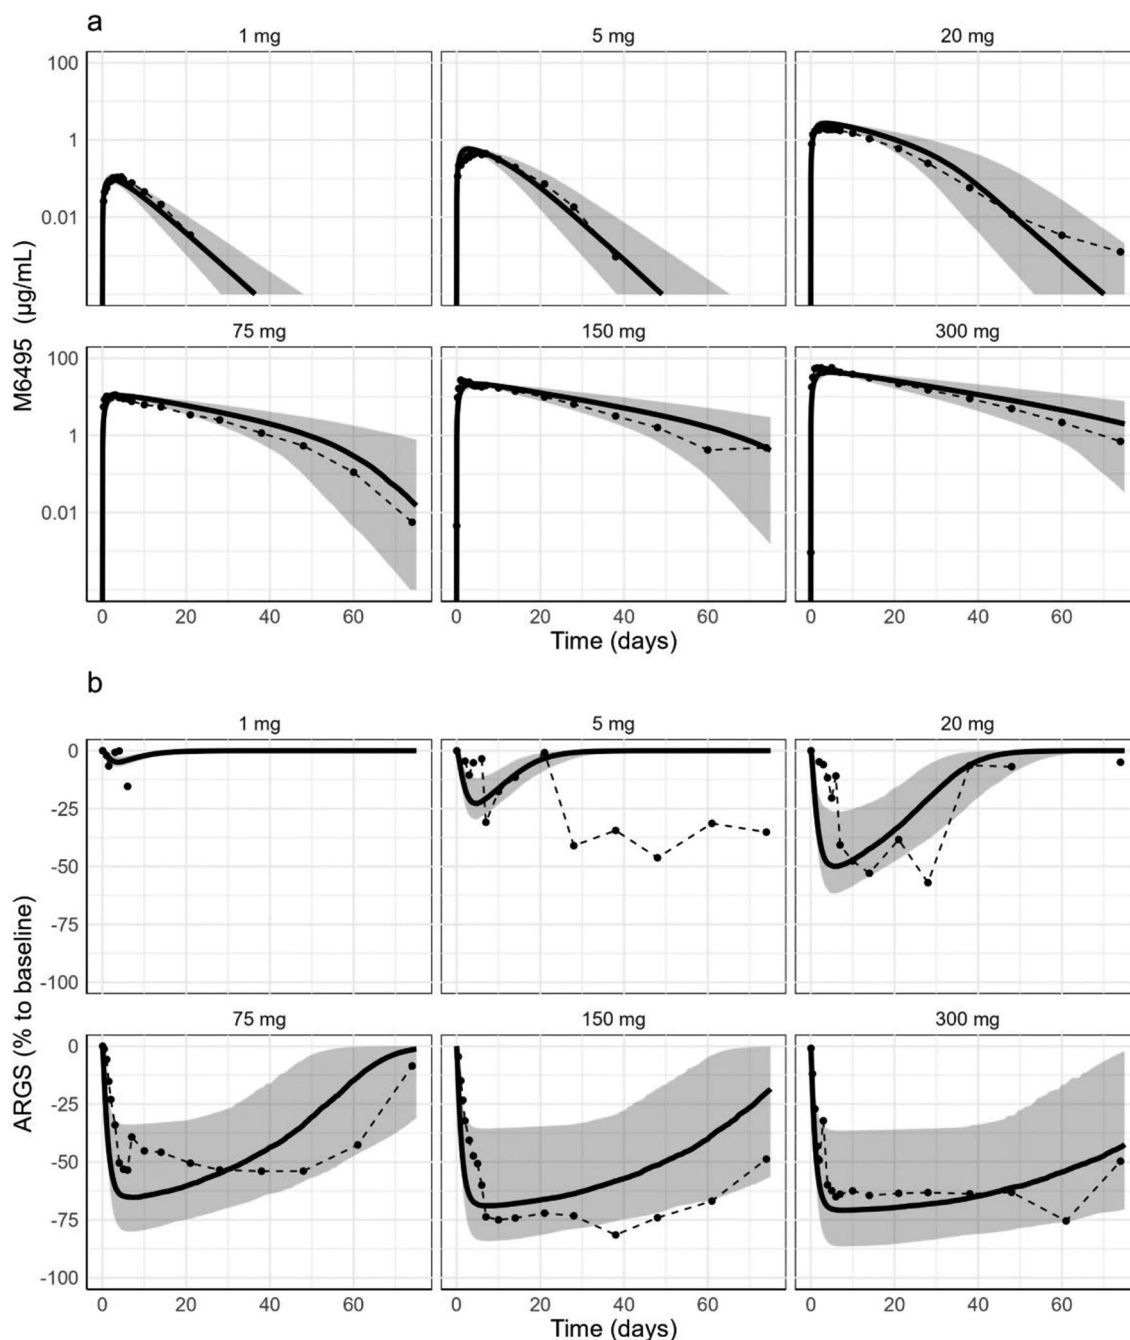 a
1 mg 5 mg 20 mg
100
1
0.01
M6495 (µg/mL)
75 mg 150 mg 300 mg
100
1
0.01
0 20 40 60 0 20 40 60 0 20 40 60
Time (days)
b
1 mg 5 mg 20 mg
0
-25
-50
-75
-100
ARGS (% to baseline)
75 mg 150 mg 300 mg
0
-25
-50
-75
-100
0 20 40 60 0 20 40 60 0 20 40 60
Time (days)